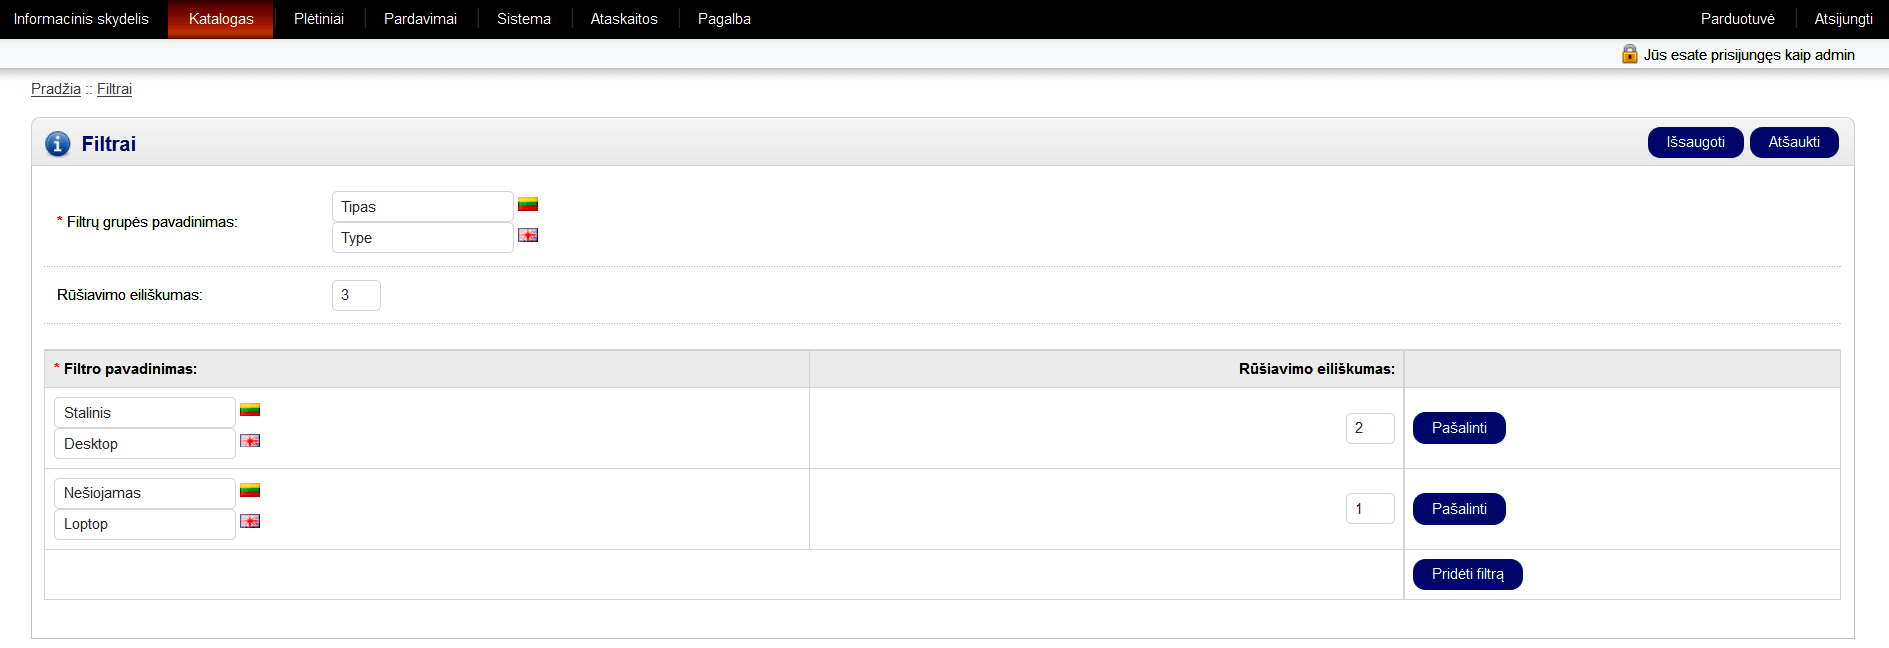 Informacinis skydelis Katalogas Plėtiniai Pardavimai Sistema Ataskaitos Pagalba Parduotuvė Atsijungti
Jūs esate prisijungęs kaip admin
Pradžia :: Filtrai
Filtrai Išsaugoti Atšaukti
* Filtrų grupės pavadinimas:
Tipas
Type
Rūšiavimo eiliškumas: 3
* Filtro pavadinimas: Rūšiavimo eiliškumas:
Stalinis
Desktop
2 Pašalinti
Nešiojamas
Loptop
1 Pašalinti
Pridėti filtrą